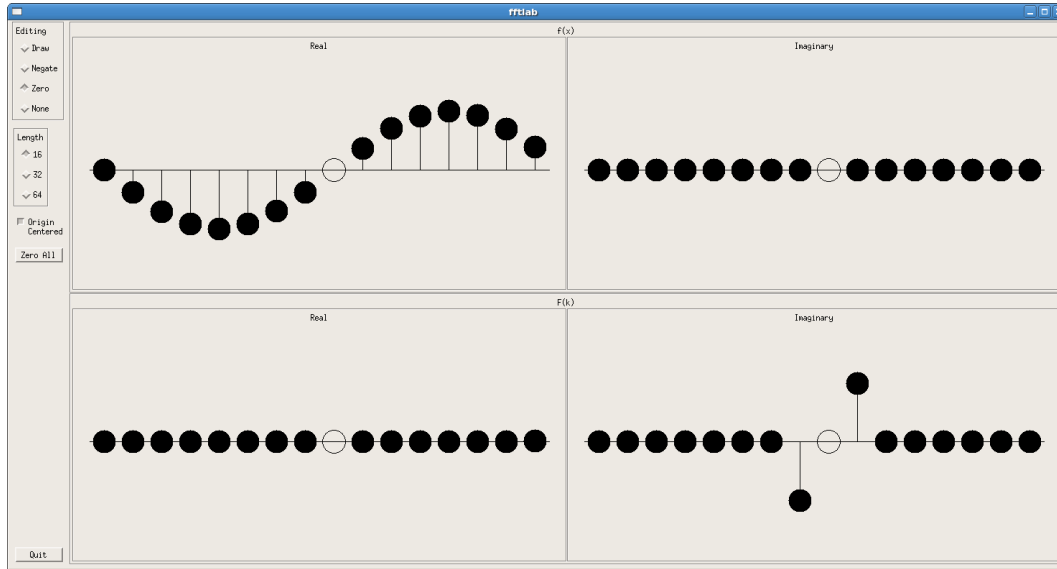 fftlab
Editing
Draw
Negate
Zero
None
Length
16
32
64
Origin
Centered
Zero All
Quit
f(x)
Real
Imaginary
F(k)
Real
Imaginary